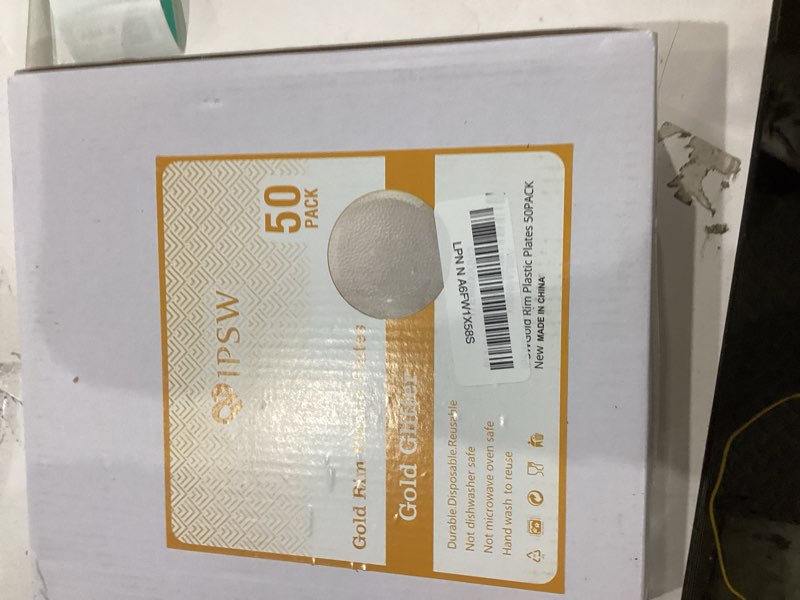 IPSW
50
PACK
Gold Rim Plates
Gold Glitter
Durable.Disposable.Reusable
Not dishwasher safe
Not microwave oven safe
Hand wash to reuse
LPN N A6FW1X58S
Gold Rim Plastic Plates 50PACK
New MADE IN CHINA